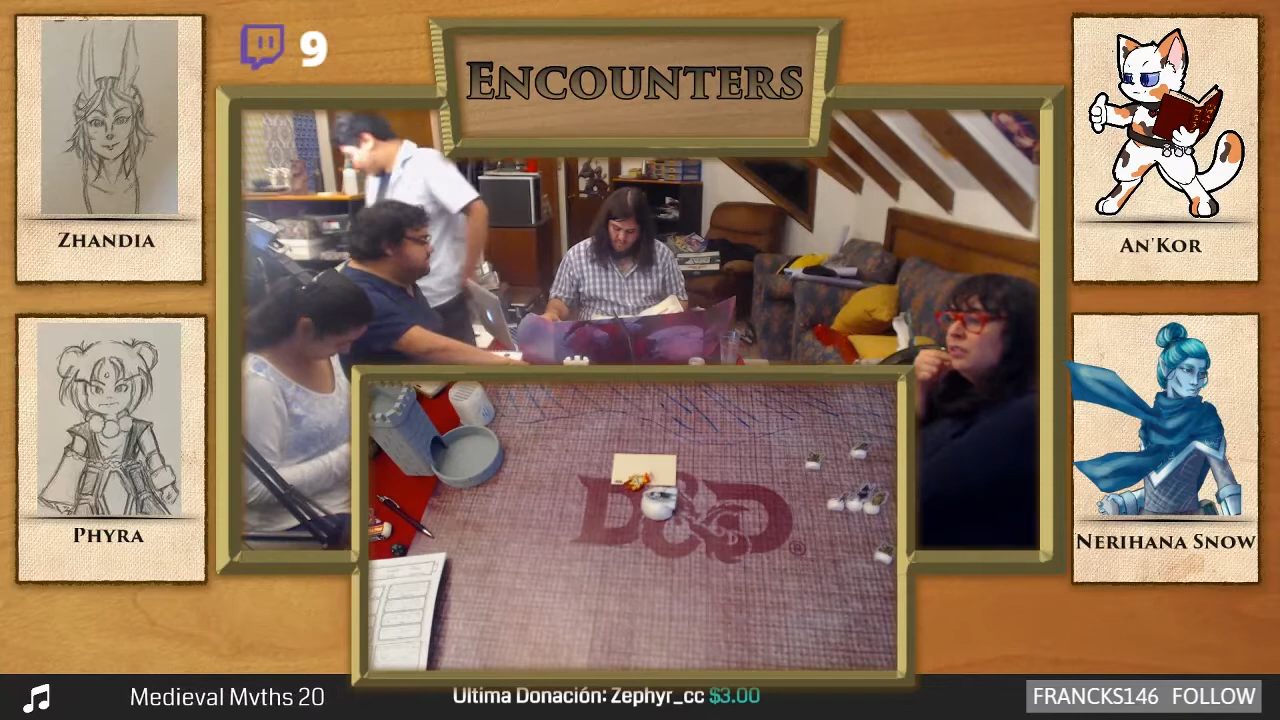 9
ENCOUNTERS
ZHANDIA
AN'KOR
PHYRA
NERIHANA SNOW
D&D
®
Medieval Myths 20
Ultima Donación: Zephyr_cc $3.00
FRANCKS146 FOLLOW